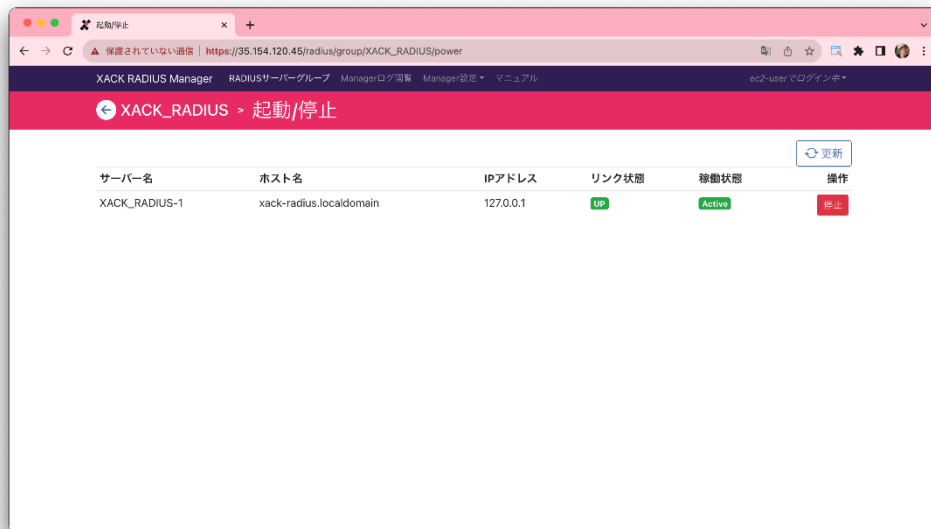 起動/停止
保護されていない通信 | https://35.154.120.45/radius/group/XACK_RADIUS/power
XACK RADIUS Manager RADIUSサーバーグループ Managerログ閲覧 Manager設定 マニュアル ec2-userでログイン中
XACK_RADIUS > 起動/停止
更新
サーバー名 ホスト名 IPアドレス リンク状態 稼働状態 操作
XACK_RADIUS-1 xack-radius.localdomain 127.0.0.1 UP Active 停止